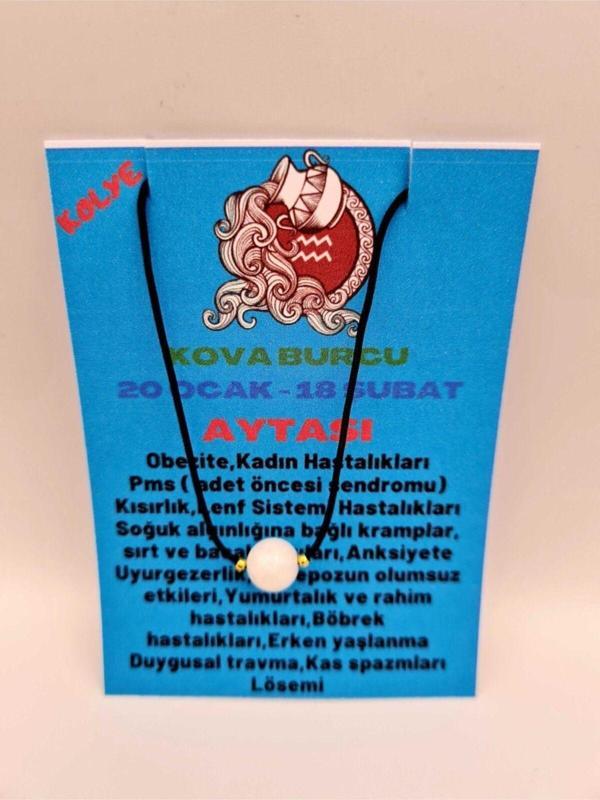 KOLYE
KOVA BURCU
20 OCAK - 18 ŞUBAT
AYTAŞI
Obezite,Kadın Hastalıkları
Pms ( adet öncesi sendromu)
Kısırlık,Lenf Sistemi Hastalıkları
Soğuk algınlığına bağlı kramplar,
sırt ve ,Anksiyete
Uyurgezerlik olumsuz
etkileri,Yumurtalık ve rahim
hastalıkları,Böbrek
hastalıkları,Erken yaşlanma
Duygusal travma,Kas spazmları
Lösemi